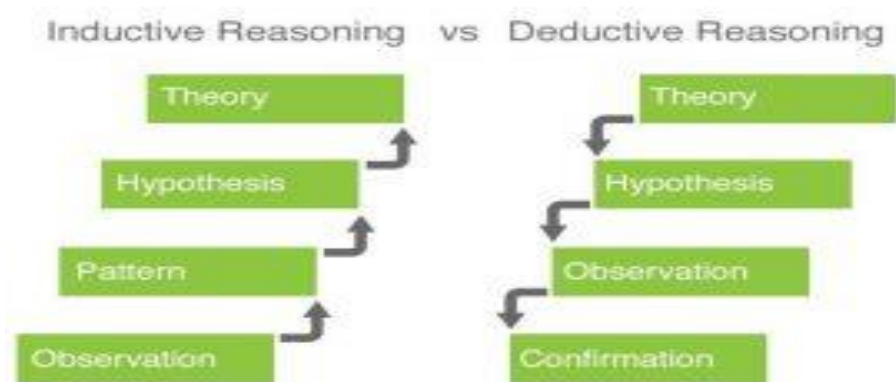 Inductive Reasoning vs Deductive Reasoning
Theory
Hypothesis
Pattern
Observation
Theory
Hypothesis
Observation
Confirmation